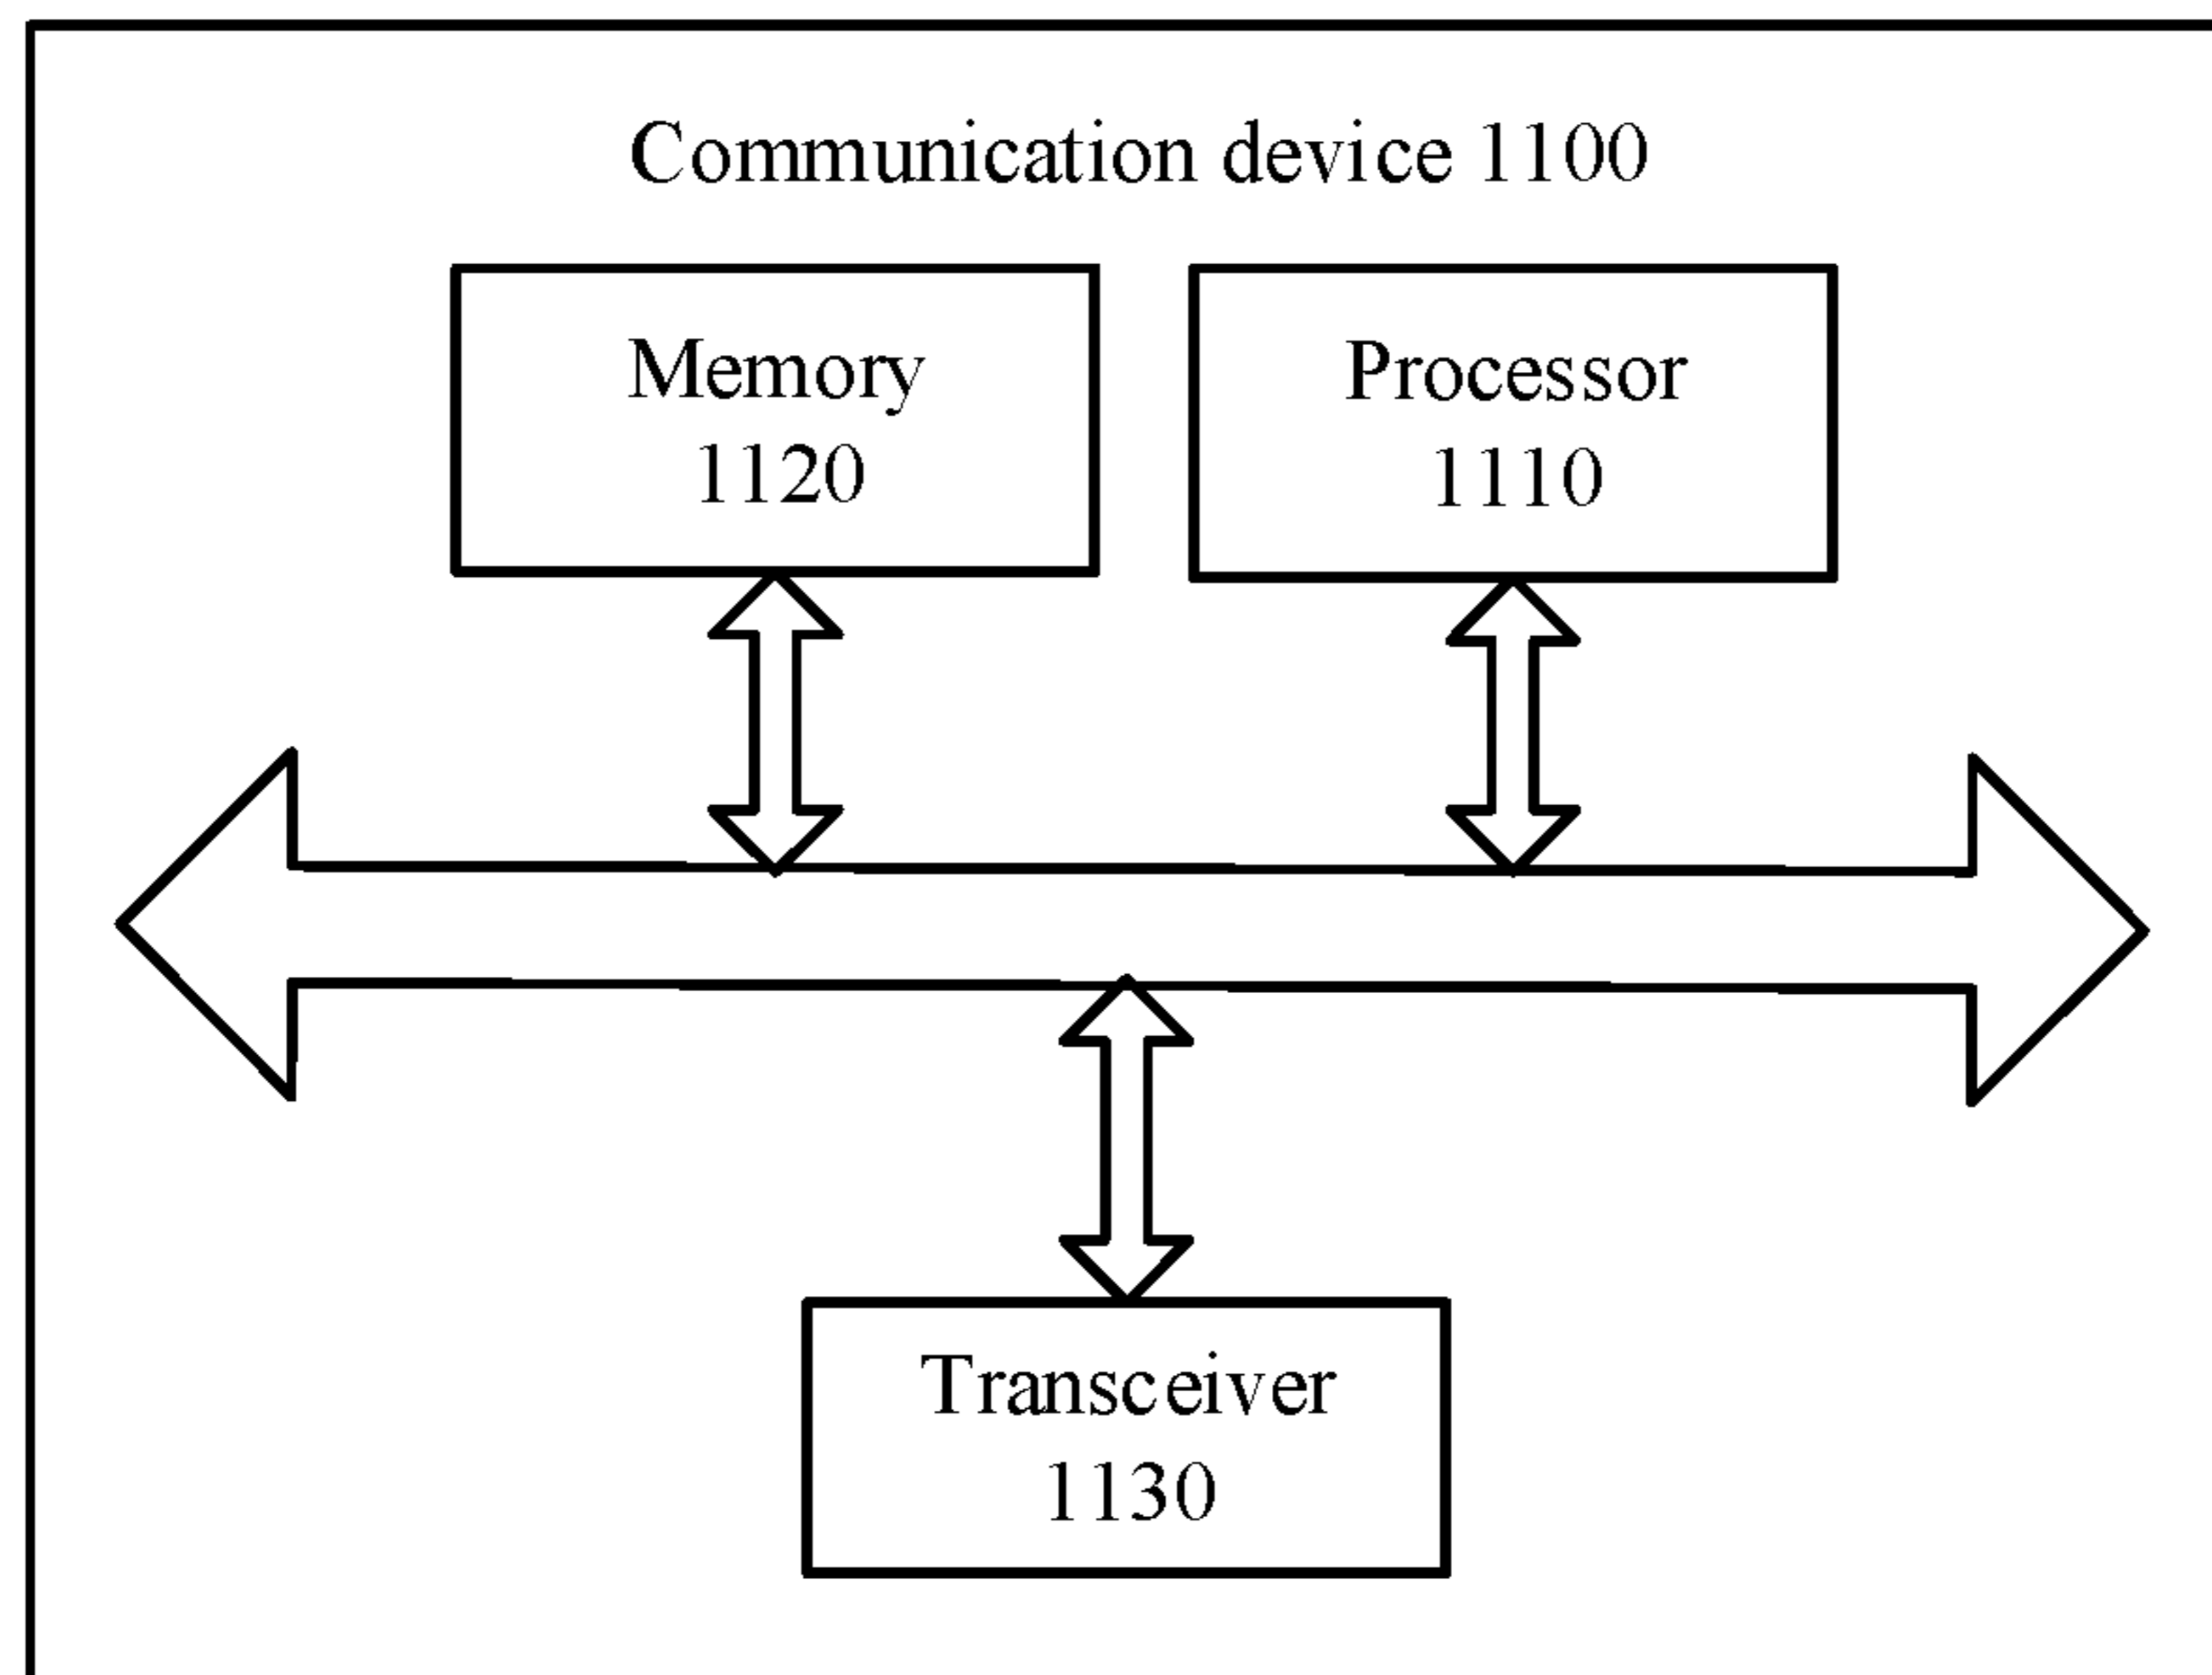 Communication device 1100
Memory
1120
Processor
1110
Transceiver
1130